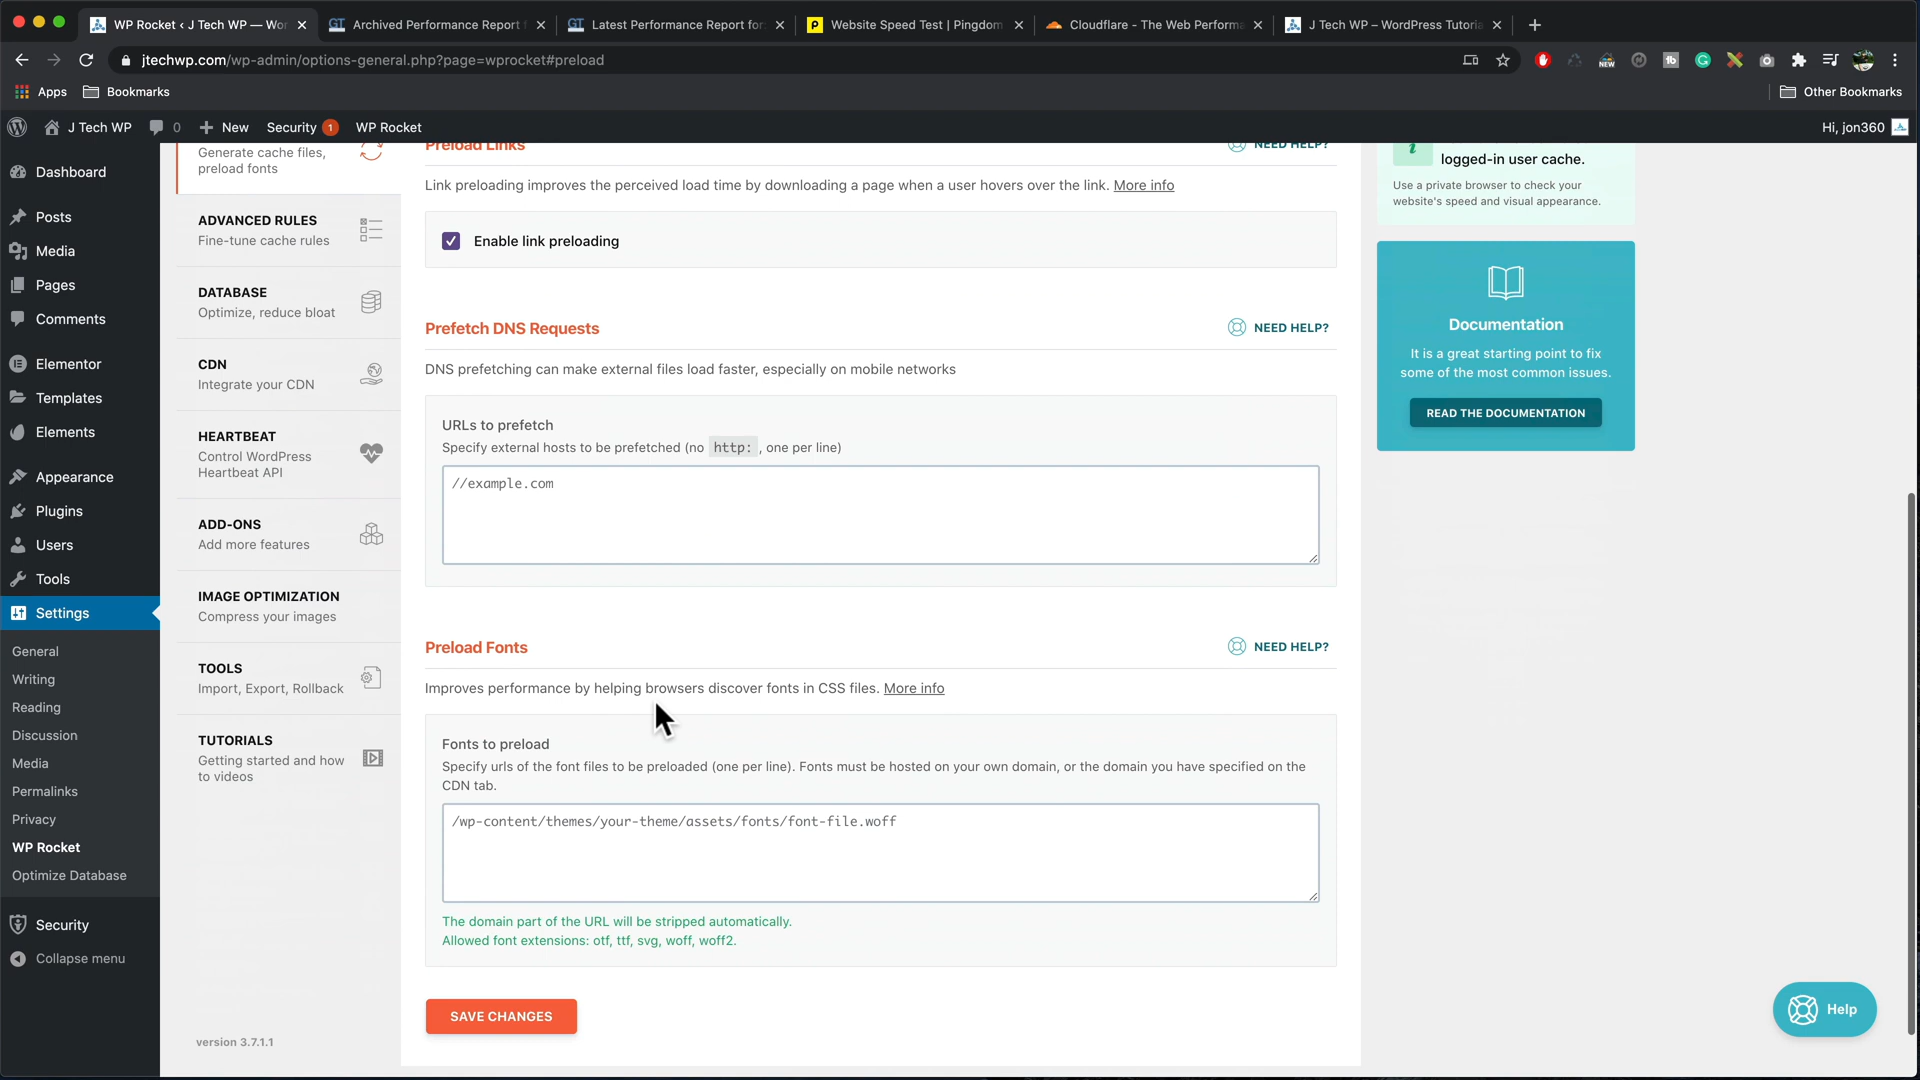 WP Rocket ‹ J Tech WP — Wor
Archived Performance Report f
Latest Performance Report for:
Website Speed Test | Pingdom
Cloudflare - The Web Performa
J Tech WP – WordPress Tutoria
jtechwp.com/wp-admin/options-general.php?page=wprocket#preload
Apps
Bookmarks
Other Bookmarks
J Tech WP
0
New
Security 1
WP Rocket
Hi, jon360
Dashboard
Posts
Media
Pages
Comments
Elementor
Templates
Elements
Appearance
Plugins
Users
Tools
Settings
General
Writing
Reading
Discussion
Media
Permalinks
Privacy
WP Rocket
Optimize Database
Security
Collapse menu
Generate cache files,
preload fonts
ADVANCED RULES
Fine-tune cache rules
DATABASE
Optimize, reduce bloat
CDN
Integrate your CDN
HEARTBEAT
Control WordPress
Heartbeat API
ADD-ONS
Add more features
IMAGE OPTIMIZATION
Compress your images
TOOLS
Import, Export, Rollback
TUTORIALS
Getting started and how
to videos
version 3.7.1.1
Preload Links
NEED HELP?
Link preloading improves the perceived load time by downloading a page when a user hovers over the link. More info
Enable link preloading
Prefetch DNS Requests
NEED HELP?
DNS prefetching can make external files load faster, especially on mobile networks
URLs to prefetch
Specify external hosts to be prefetched (no http: , one per line)
//example.com
Preload Fonts
NEED HELP?
Improves performance by helping browsers discover fonts in CSS files. More info
Fonts to preload
Specify urls of the font files to be preloaded (one per line). Fonts must be hosted on your own domain, or the domain you have specified on the
CDN tab.
/wp-content/themes/your-theme/assets/fonts/font-file.woff
The domain part of the URL will be stripped automatically.
Allowed font extensions: otf, ttf, svg, woff, woff2.
SAVE CHANGES
logged-in user cache.
Use a private browser to check your
website's speed and visual appearance.
Documentation
It is a great starting point to fix
some of the most common issues.
READ THE DOCUMENTATION
Help